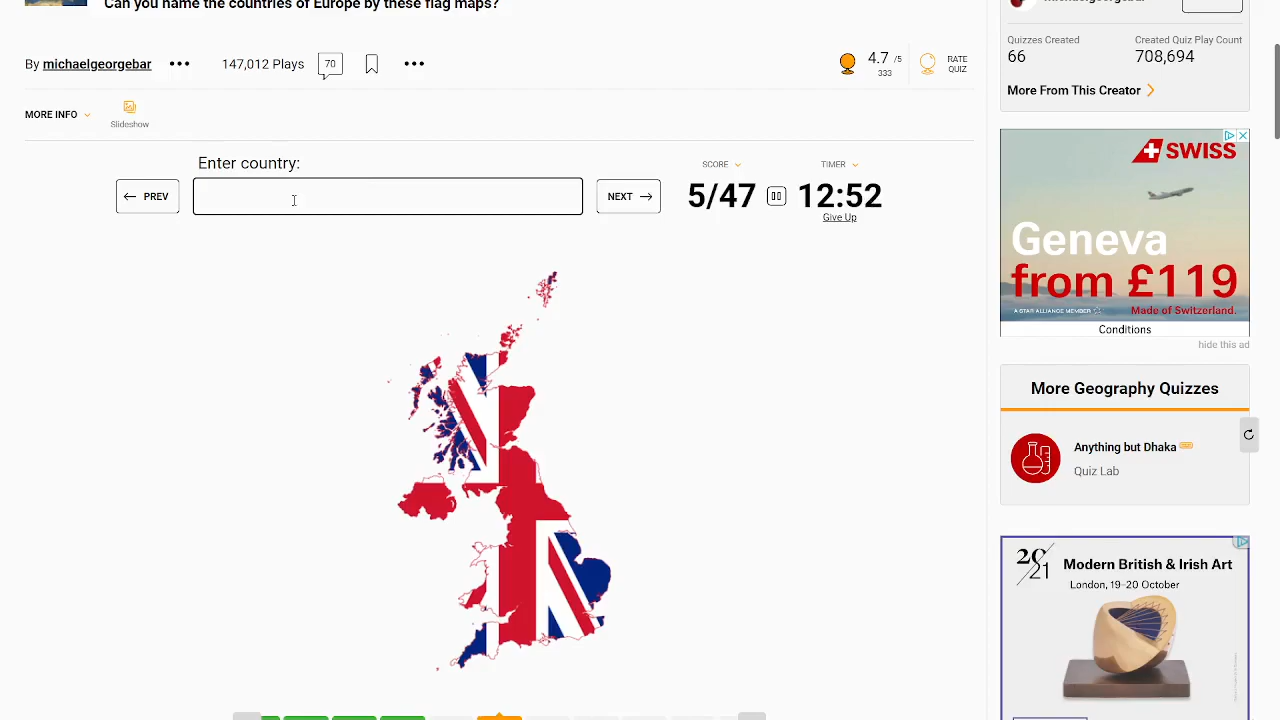 Can you name the countries of Europe by these flag maps?
By michaelgeorgebar
147,012 Plays
70
4.7 /5
333
RATE
QUIZ
MORE INFO
Slideshow
Enter country:
PREV
NEXT
SCORE
5/47
TIMER
12:52
Give Up
Quizzes Created
66
Created Quiz Play Count
708,694
More From This Creator
SWISS
Geneva
from £119
A STAR ALLIANCE MEMBER
Made of Switzerland.
Conditions
hide this ad
More Geography Quizzes
Anything but Dhaka
Quiz Lab
20/21
Modern British & Irish Art
London, 19–20 October